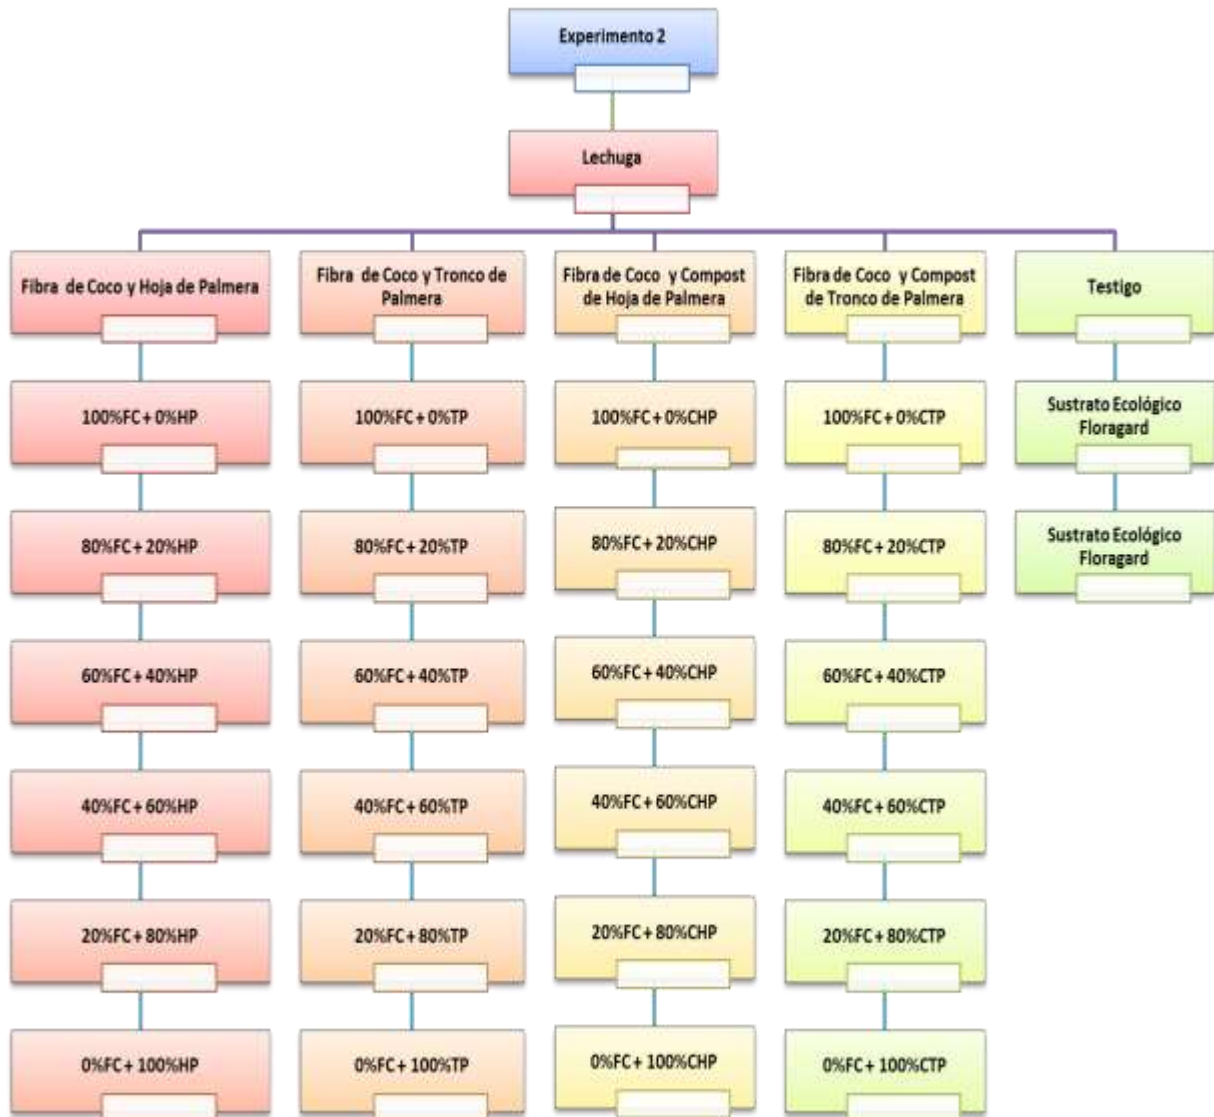 Experimento 2
Lechuga
Fibra de Coco y Hoja de Palmera
Fibra de Coco y Tronco de
Palmera
Fibra de Coco y Compost
de Hoja de Palmera
Fibra de Coco y Compost
de Tronco de Palmera
Testigo
100%FC + 0%HP
100%FC + 0%TP
100%FC + 0%CHP
100%FC + 0%CTP
Sustrato Ecológico
Floragard
80%FC + 20%HP
80%FC + 20%TP
80%FC + 20%CHP
80%FC + 20%CTP
Sustrato Ecológico
Floragard
60%FC + 40%HP
60%FC + 40%TP
60%FC + 40%CHP
60%FC + 40%CTP
40%FC + 60%HP
40%FC + 60%TP
40%FC + 60%CHP
40%FC + 60%CTP
20%FC + 80%HP
20%FC + 80%TP
20%FC + 80%CHP
20%FC + 80%CTP
0%FC + 100%HP
0%FC + 100%TP
0%FC + 100%CHP
0%FC + 100%CTP